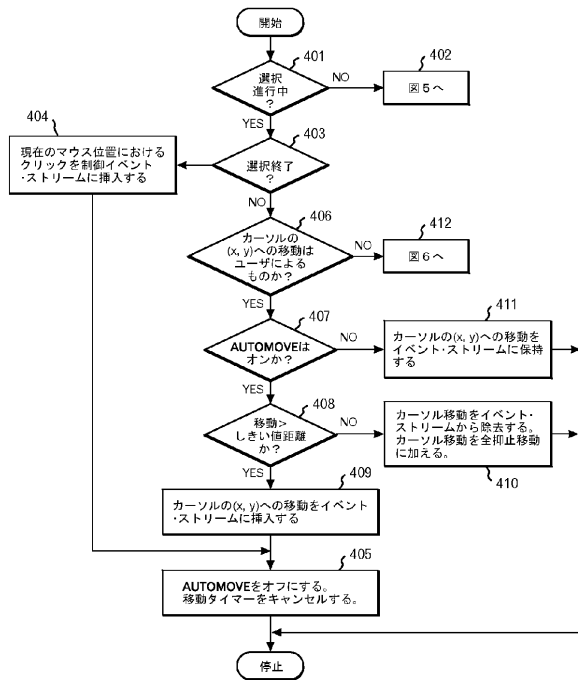 開始
401
選択
進行中
?
NO
402
図5へ
YES
403
選択終了
?
404
現在のマウス位置における
クリックを制御イベント
・ストリームに挿入する
NO
406
カーソルの
(x, y)への移動は
ユーザによる
ものか?
NO
412
図6へ
YES
407
AUTOMOVEは
オンか?
NO
411
カーソルの(x, y)への移動を
イベント・ストリームに保持
する
YES
408
移動>
しきい値距離
か?
NO
カーソル移動をイベント・
ストリームから除去する。
カーソル移動を全抑止移動
に加える。
410
YES
409
カーソルの(x, y)への移動をイベント
・ストリームに挿入する
405
AUTOMOVEをオフにする。
移動タイマーをキャンセルする。
停止